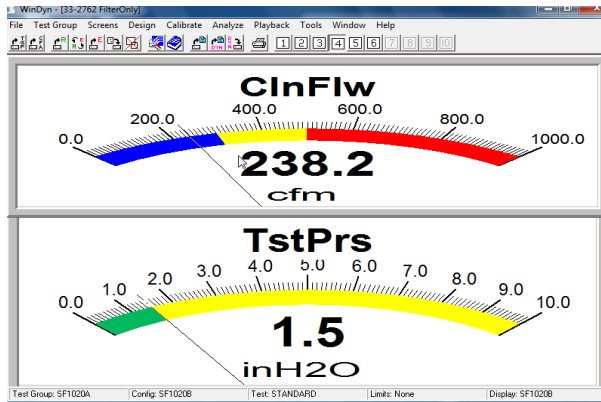 WinDyn - [33-2762 FilterOnly]
File Test Group Screens Design Calibrate Analyze Playback Tools Window Help
1 2 3 4 5 6 7 8 9 10
ClnFlw
0.0 200.0 400.0 600.0 800.0 1000.0
238.2
cfm
TstPrs
0.0 1.0 2.0 3.0 4.0 5.0 6.0 7.0 8.0 9.0 10.0
1.5
inH2O
Test Group: SF1020A Config: SF1020B Test: STANDARD Limits: None Display: SF1020B